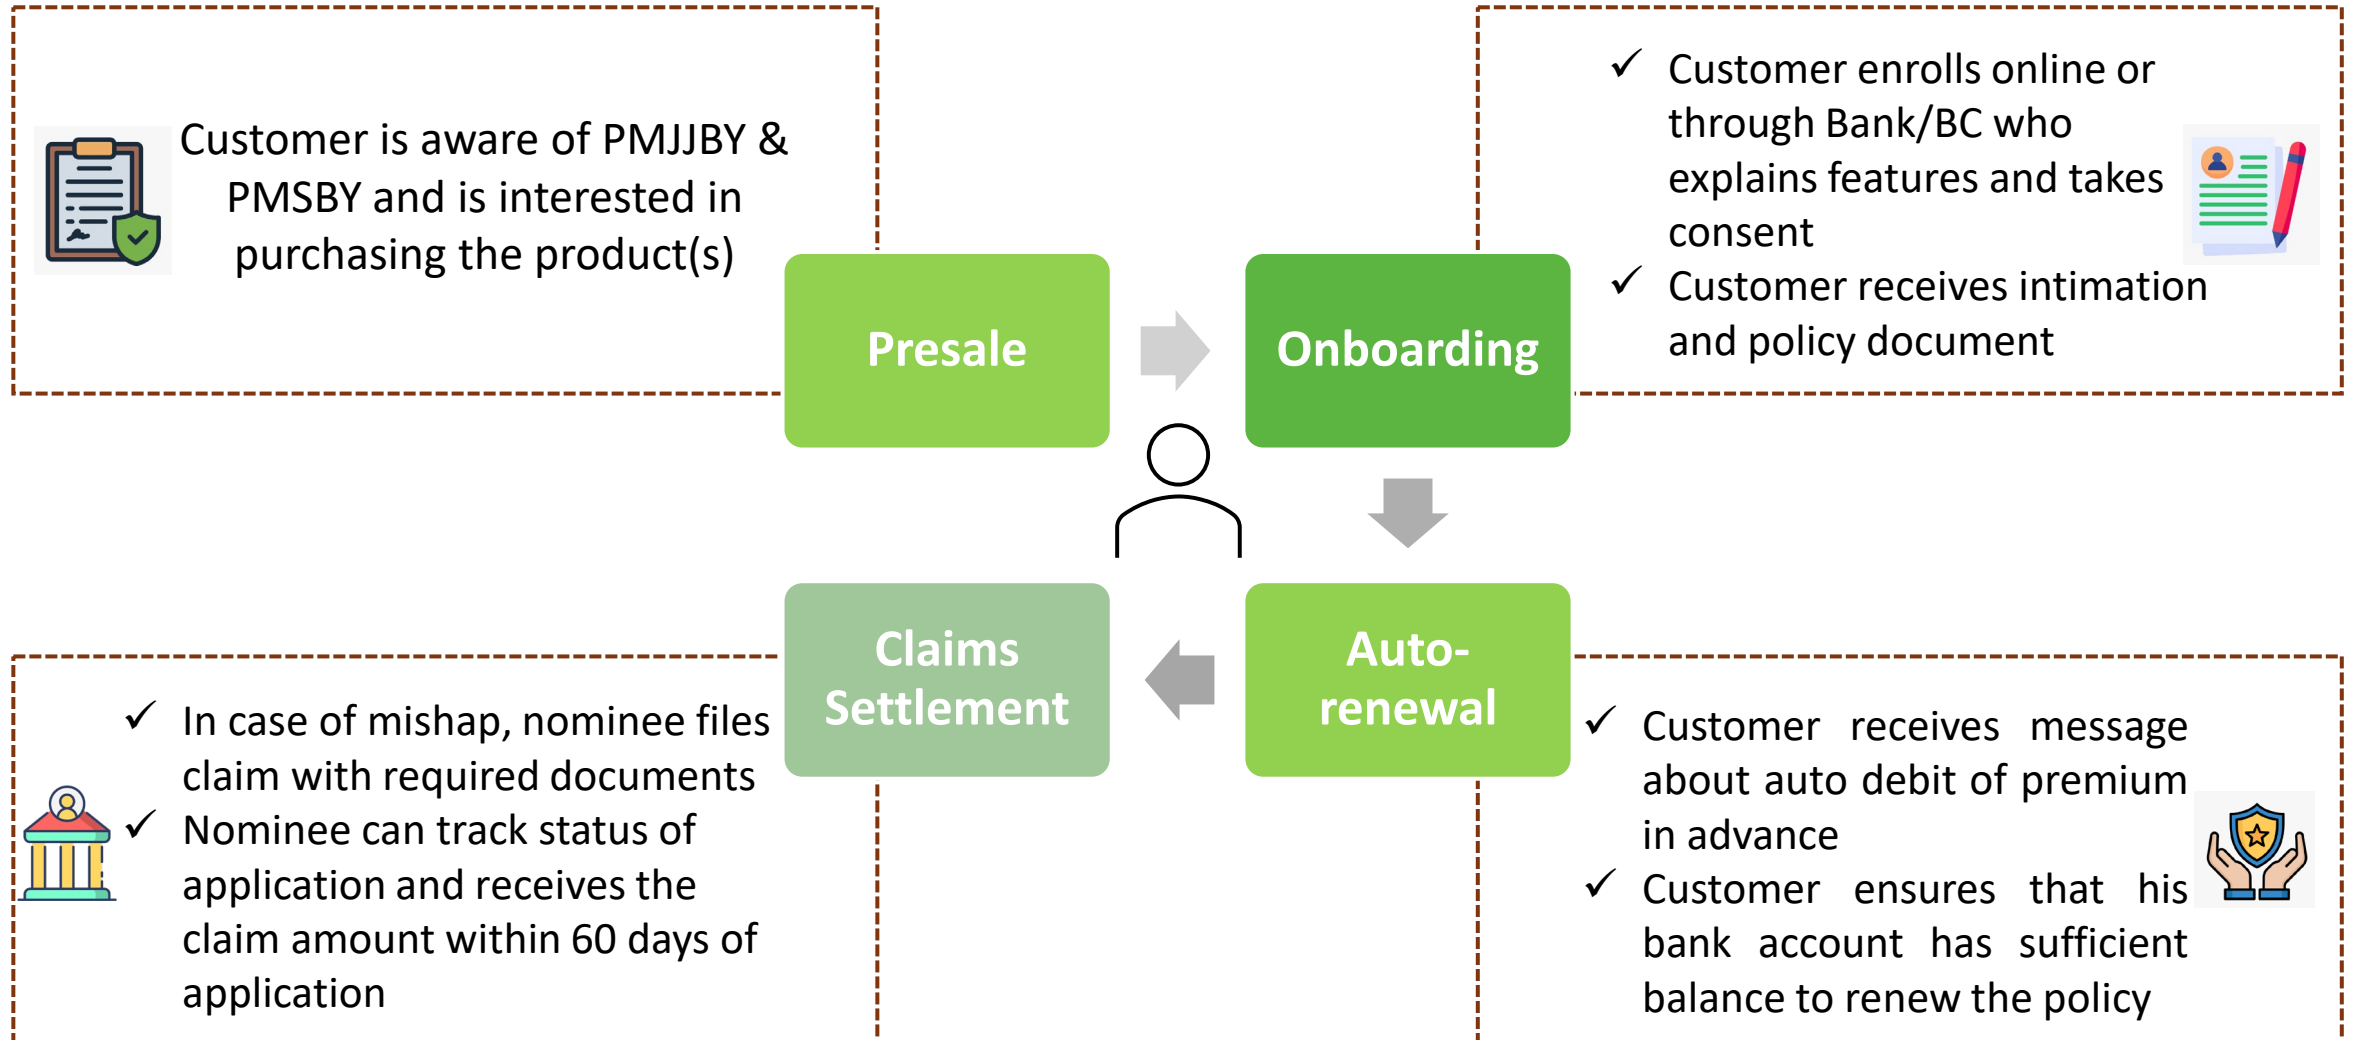 Customer is aware of PMJJBY &
PMSBY and is interested in
purchasing the product(s)
Presale
Onboarding
✓ Customer enrolls online or
through Bank/BC who
explains features and takes
consent
✓ Customer receives intimation
and policy document
Claims
Settlement
Auto-
renewal
✓ In case of mishap, nominee files
claim with required documents
✓ Nominee can track status of
application and receives the
claim amount within 60 days of
application
✓ Customer receives message
about auto debit of premium
in advance
✓ Customer ensures that his
bank account has sufficient
balance to renew the policy